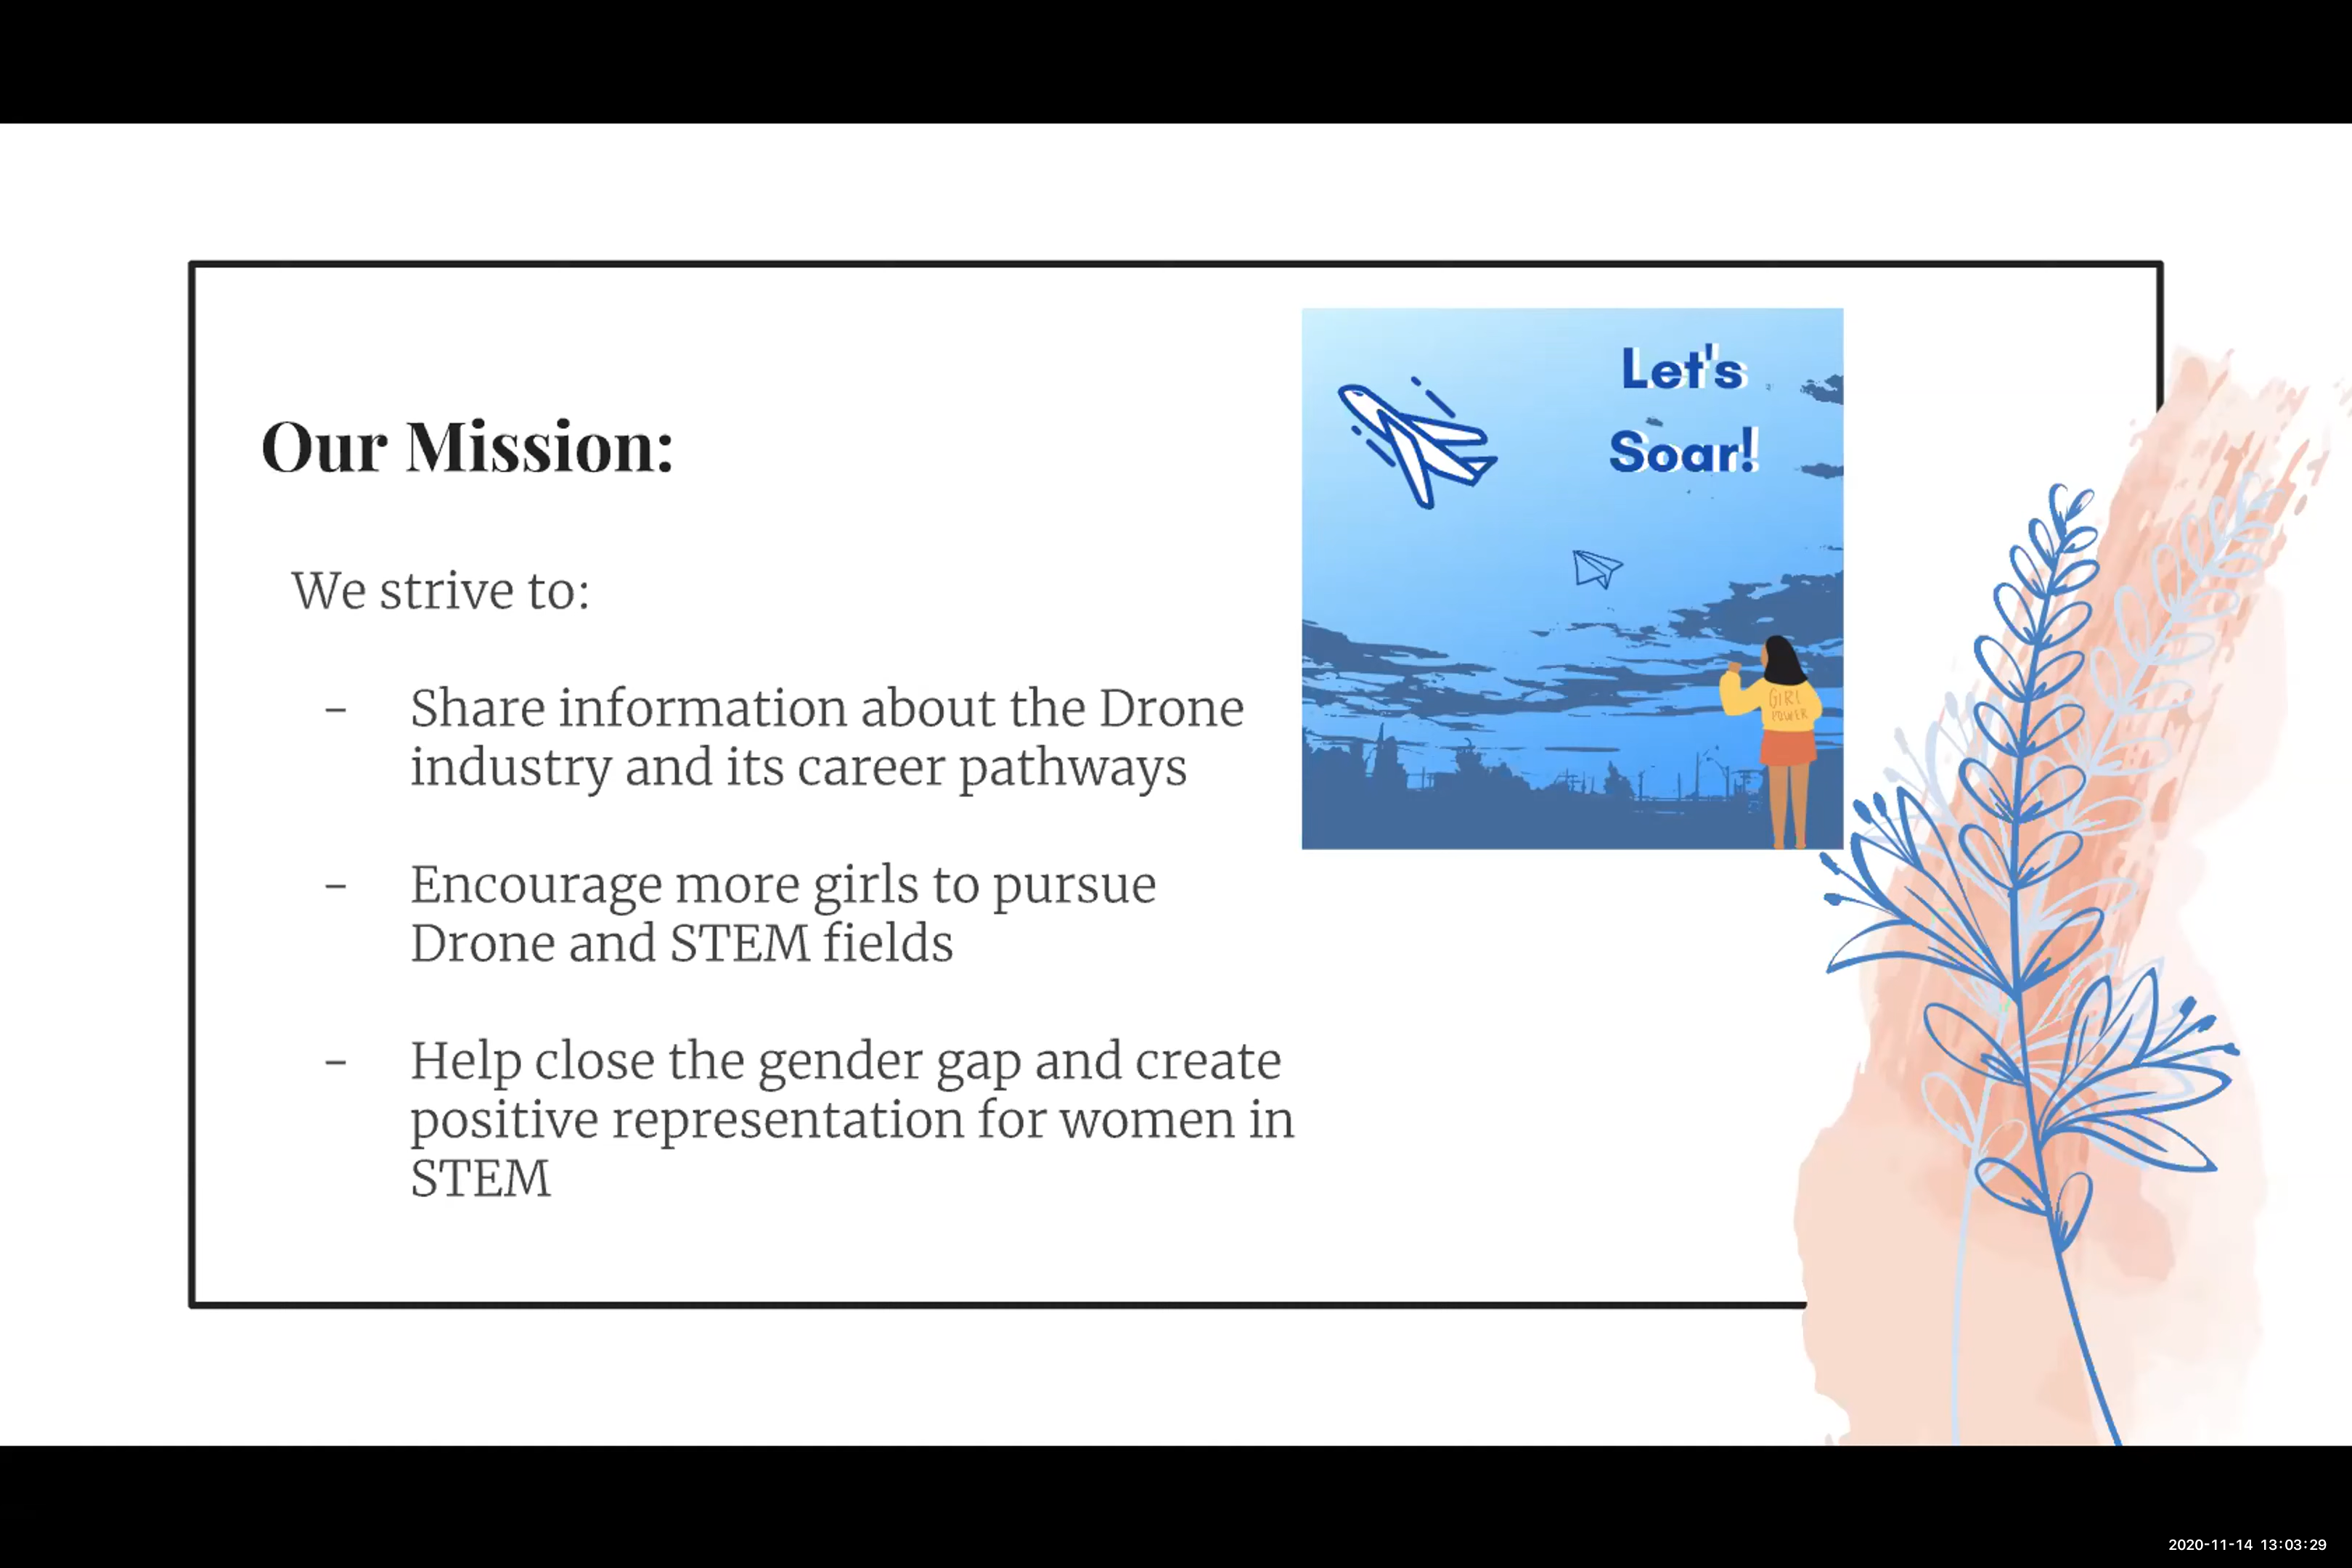 Our Mission:
We strive to:
- Share information about the Drone
industry and its career pathways
- Encourage more girls to pursue
Drone and STEM fields
- Help close the gender gap and create
positive representation for women in
STEM
Let's
Soar!
GIRL
POWER
2020-11-14 13:03:29